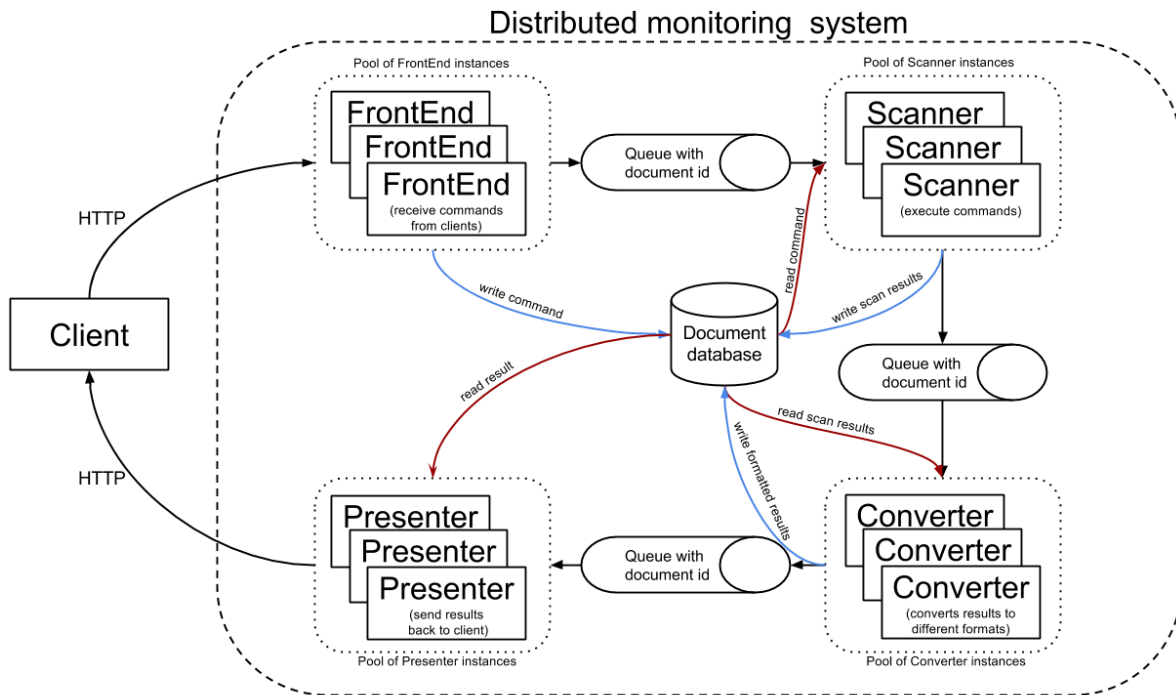 Distributed monitoring system
Pool of FrontEnd instances
Pool of Scanner instances
FrontEnd
FrontEnd
FrontEnd
(receive commands
from clients)
Queue with
document id
Scanner
Scanner
Scanner
(execute commands)
HTTP
write command
read command
write scan results
Client
Document
database
Queue with
document id
read result
read scan results
write formatted results
HTTP
Presenter
Presenter
Presenter
(send results
back to client)
Queue with
document id
Converter
Converter
Converter
(converts results to
different formats)
Pool of Presenter instances
Pool of Converter instances